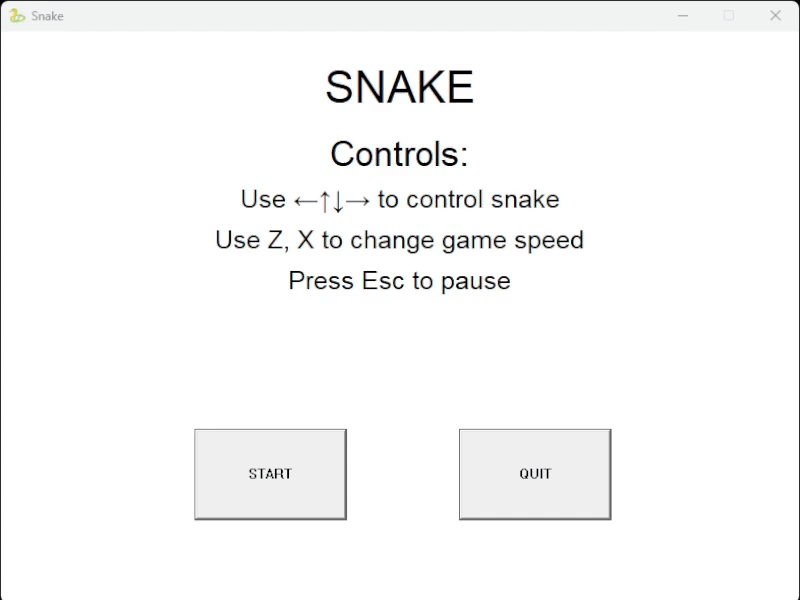 Snake
SNAKE
Controls:
Use ←↑↓→ to control snake
Use Z, X to change game speed
Press Esc to pause
START
QUIT